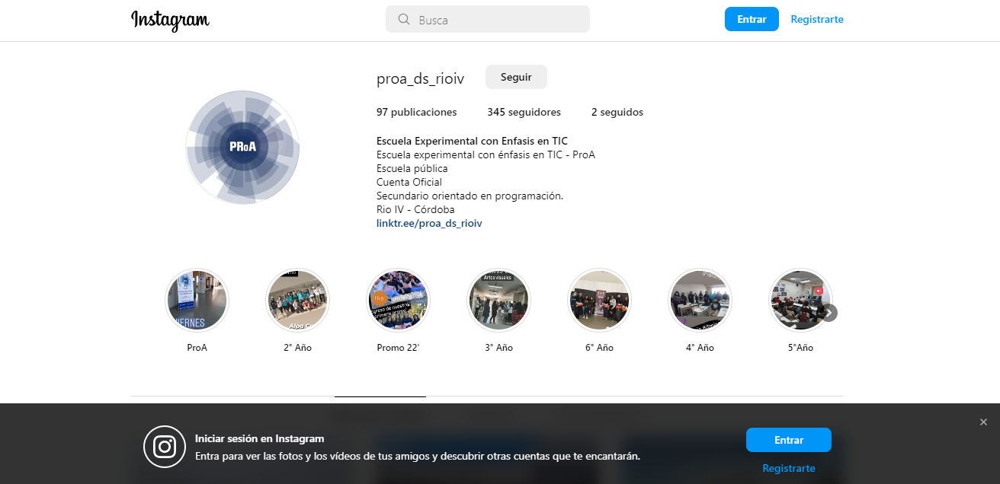 Instagram
Busca
Entrar
Registrarte
proa_ds_rioiv
Seguir
97 publicaciones
345 seguidores
2 seguidos
PRoA
Escuela Experimental con Enfasis en TIC
Escuela experimental con énfasis en TIC - ProA
Escuela pública
Cuenta Oficial
Secundario orientado en programación.
Rio IV - Córdoba
linktr.ee/proa_ds_rioiv
Artes visuales
ProA
2° Año
Promo 22'
3° Año
6° Año
4° Año
5°Año
Iniciar sesión en Instagram
Entra para ver las fotos y los vídeos de tus amigos y descubrir otras cuentas que te encantarán.
Entrar
Registrarte